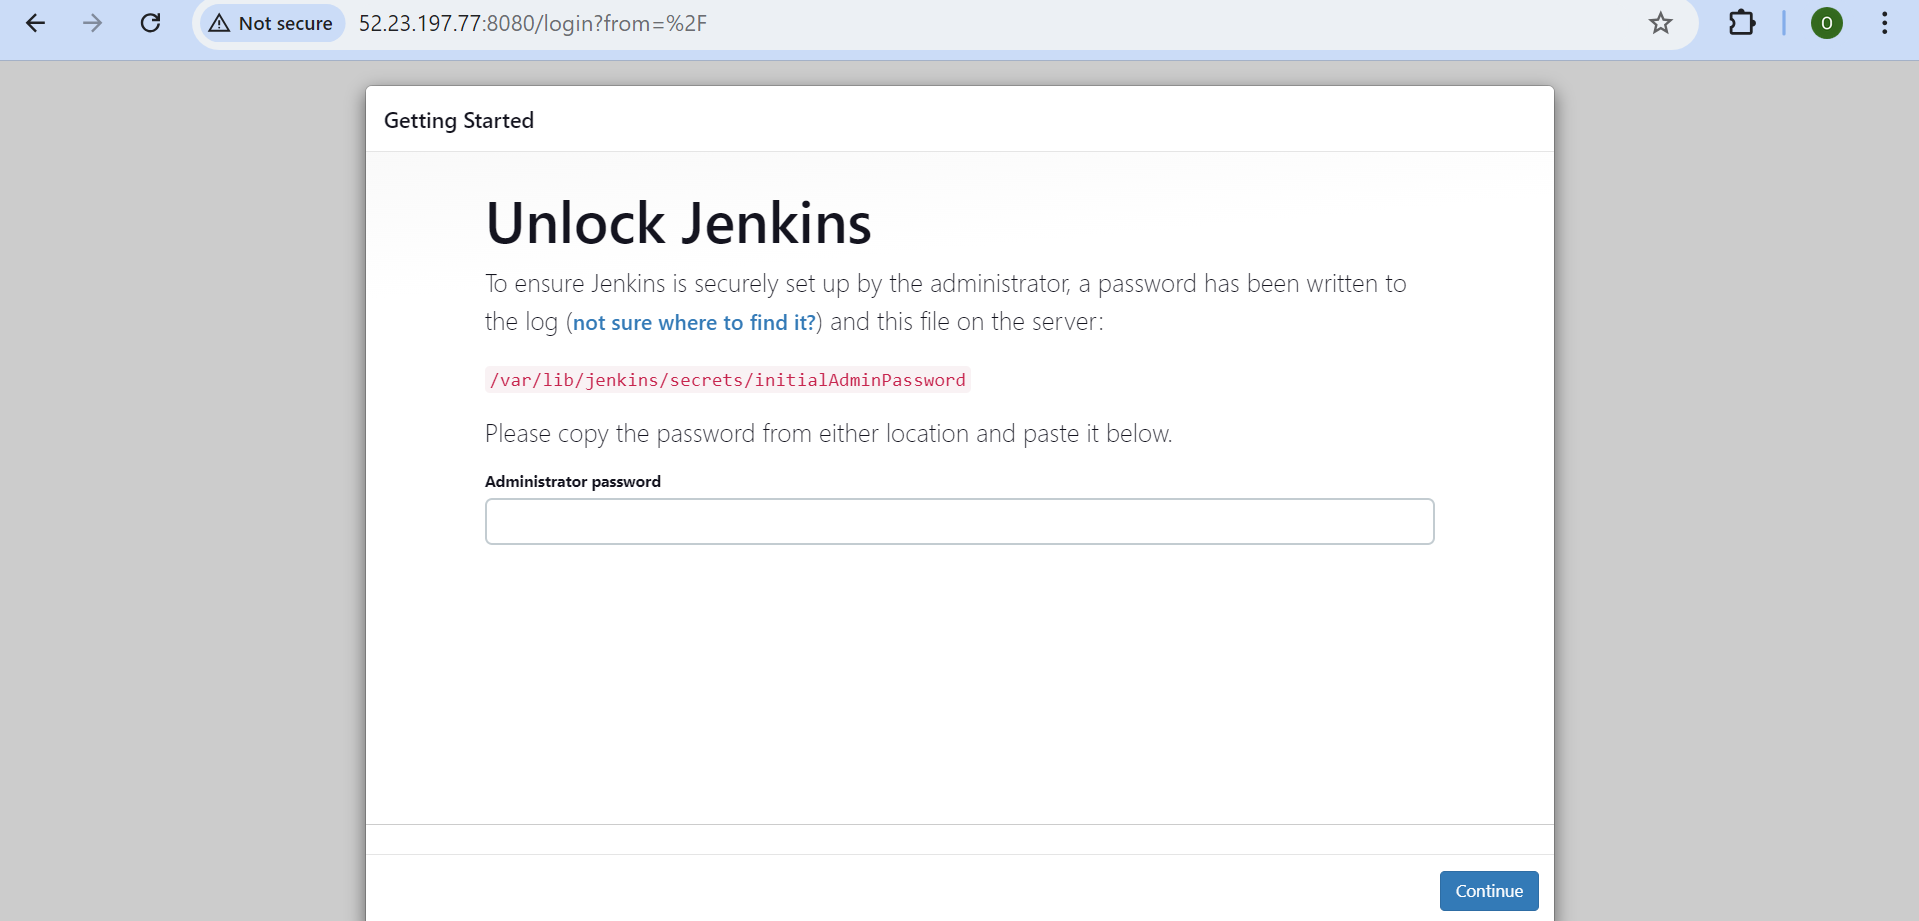 Not secure 52.23.197.77:8080/login?from=%2F
O
Getting Started
Unlock Jenkins
To ensure Jenkins is securely set up by the administrator, a password has been written to
the log (not sure where to find it?) and this file on the server:
/var/lib/jenkins/secrets/initialAdminPassword
Please copy the password from either location and paste it below.
Administrator password
Continue